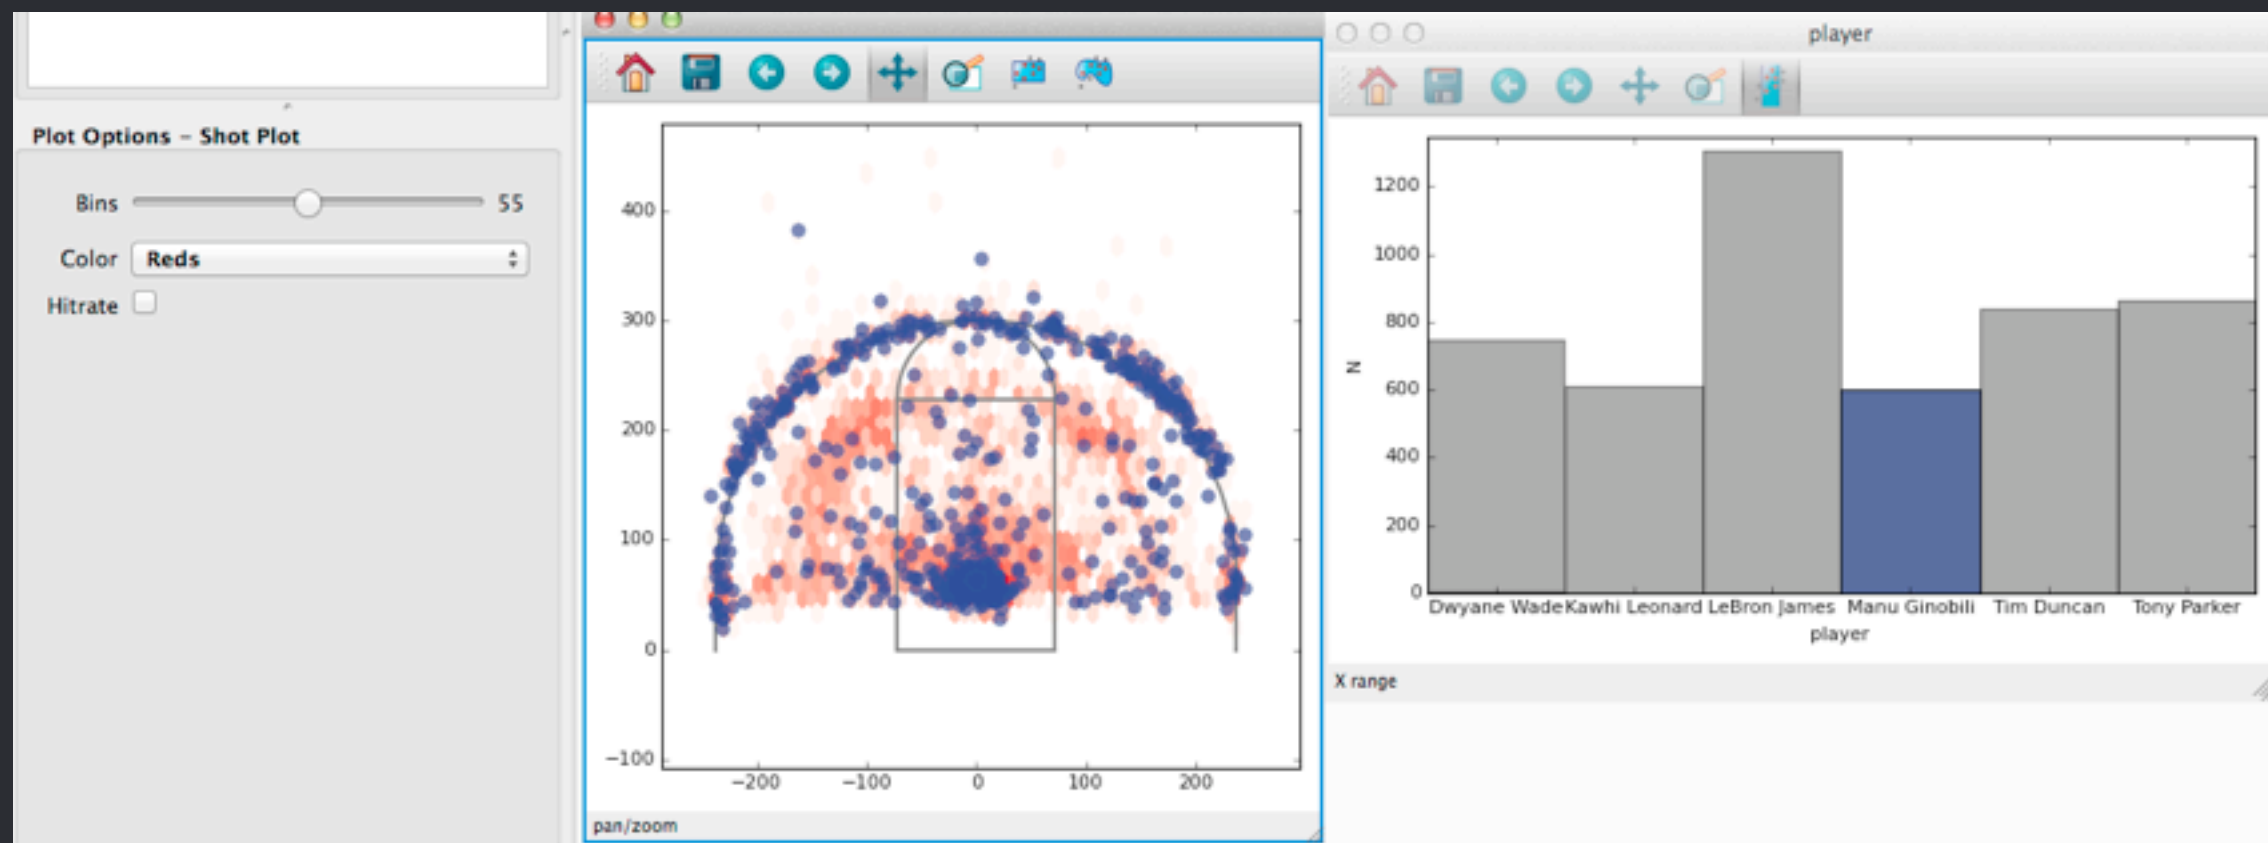 Plot Options – Shot Plot
Bins 55
Color Reds
Hitrate
400
300
200
100
0
−100
−200 −100 0 100 200
pan/zoom
player
1200
1000
800
600
400
200
0
N
Dwyane Wade Kawhi Leonard LeBron James Manu Ginobili Tim Duncan Tony Parker
player
X range